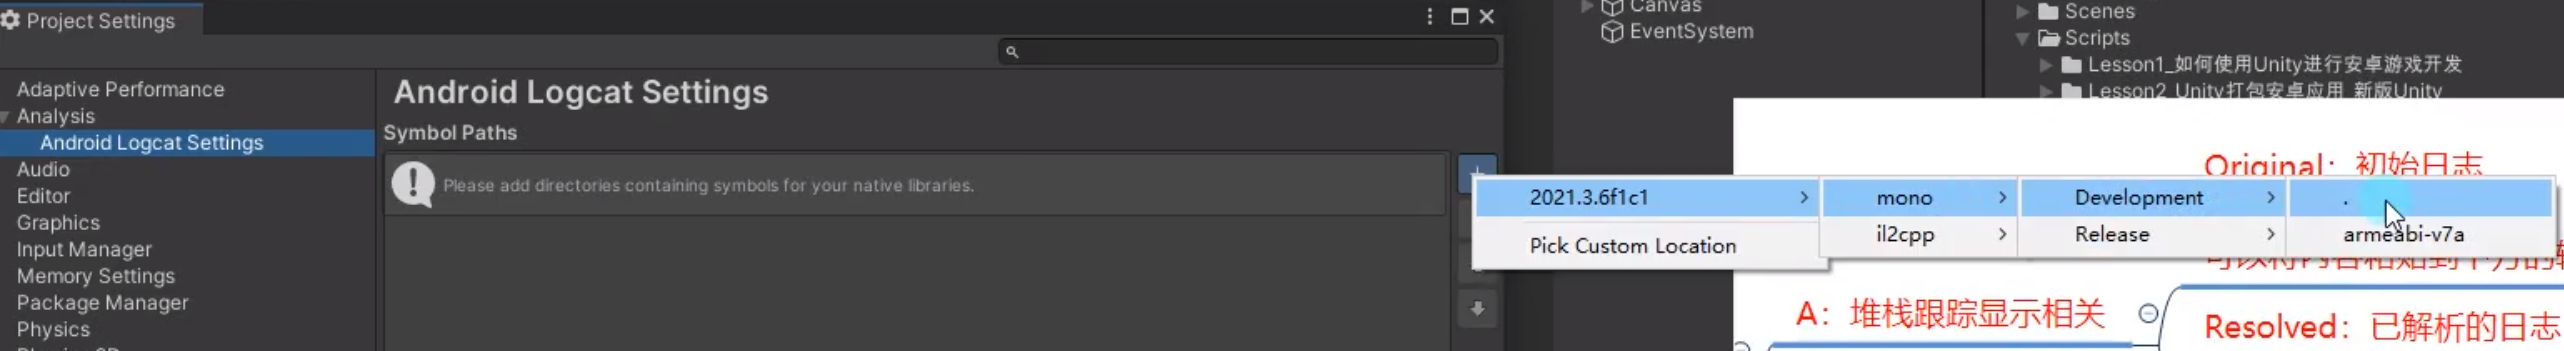 Project Settings
Adaptive Performance
Analysis
Android Logcat Settings
Audio
Editor
Graphics
Input Manager
Memory Settings
Package Manager
Physics
Android Logcat Settings
Symbol Paths
Please add directories containing symbols for your native libraries.
2021.3.6f1c1
Pick Custom Location
mono
il2cpp
Development
Release
.
armeabi-v7a
Canvas
EventSystem
Scenes
Scripts
Lesson1_如何使用Unity进行安卓游戏开发
Lesson2_Unity打包安卓应用_新版Unity
Original：初始日志
A：堆栈跟踪显示相关
Resolved：已解析的日志